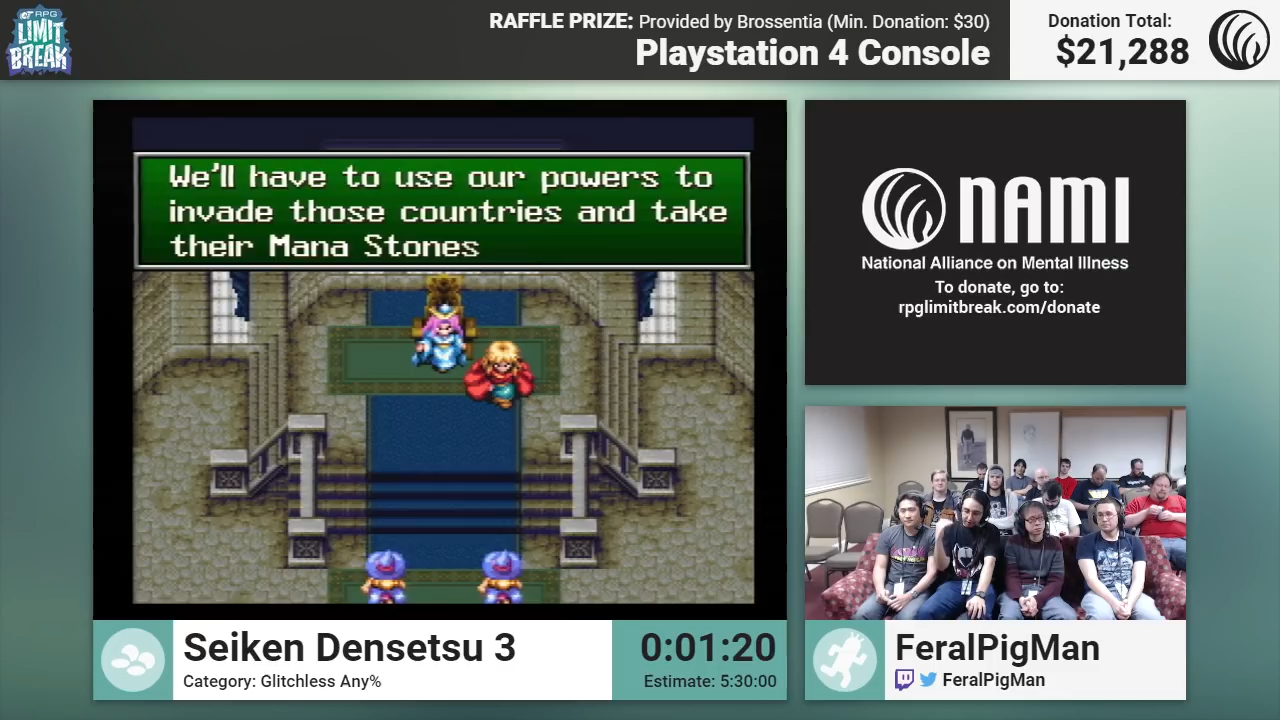 RPG
LIMIT
BREAK
RAFFLE PRIZE: Provided by Brossentia (Min. Donation: $30)
Playstation 4 Console
Donation Total:
$21,288
We'll have to use our powers to
invade those countries and take
their Mana Stones
NAMI
National Alliance on Mental Illness
To donate, go to:
rpglimitbreak.com/donate
Seiken Densetsu 3
Category: Glitchless Any%
0:01:20
Estimate: 5:30:00
FeralPigMan
FeralPigMan